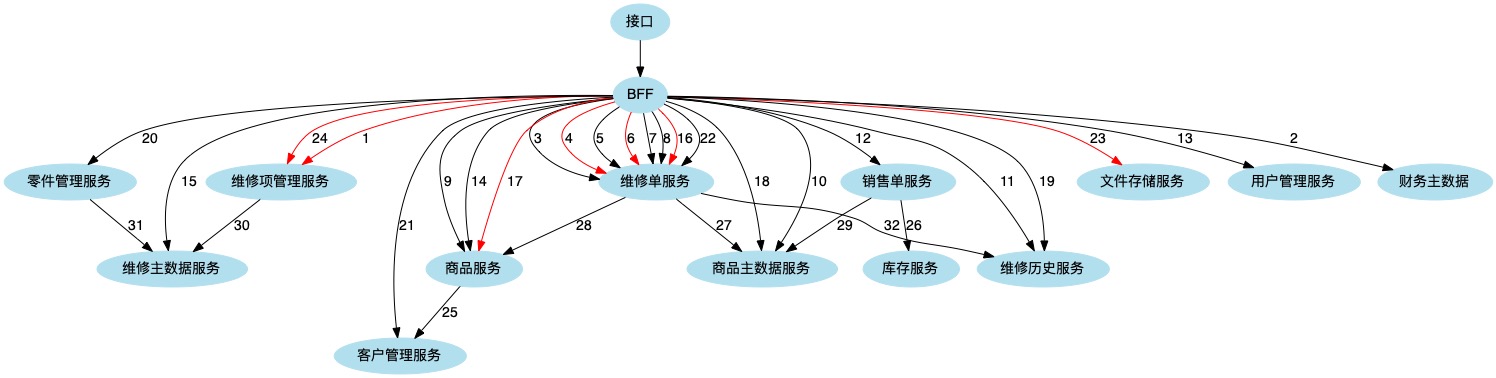 接口
BFF
20
15
24
1
21
9
14
17
3
4
5
6
7
8
16
22
18
10
12
11
19
23
13
2
零件管理服务
维修项管理服务
维修单服务
销售单服务
文件存储服务
用户管理服务
财务主数据
31
30
28
27
29
26
32
维修主数据服务
商品服务
商品主数据服务
库存服务
维修历史服务
25
客户管理服务